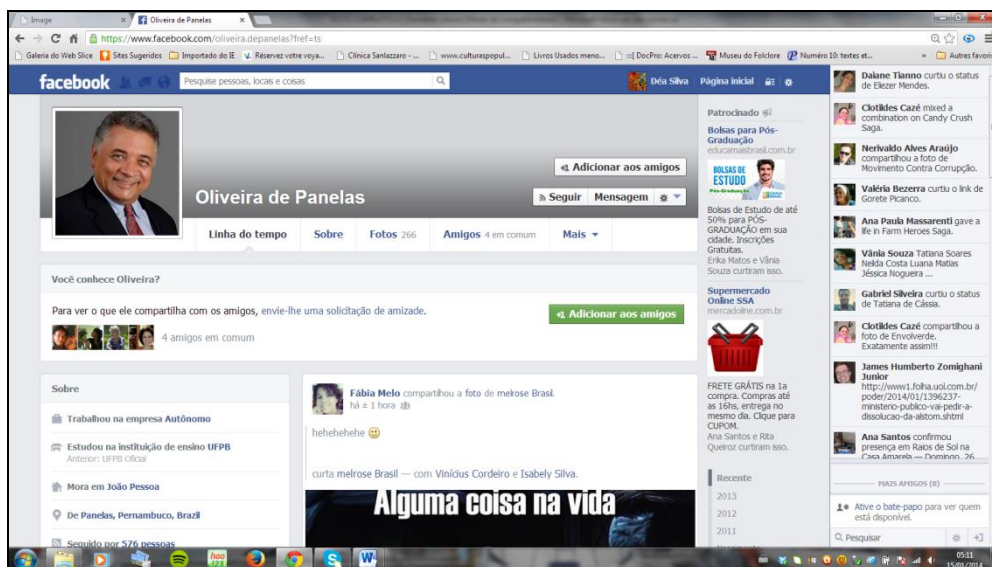 Image
Oliveira de Panelas
https://www.facebook.com/oliveira.depanelas?fref=ts
Galeria do Web Slice
Sites Sugeridos
Importado do IE
Réservez votre voya...
Clínica Sanlazzaro - ...
www.culturaspopul...
Livros Usados meno...
::[ DocPro: Acervos ...
Museu do Folclore
Numéro 10: textes et...
Autres favoris
facebook
Pesquise pessoas, locais e coisas
Déa Silva
Página inicial
Adicionar aos amigos
Oliveira de Panelas
Seguir
Mensagem
Linha do tempo
Sobre
Fotos 266
Amigos 4 em comum
Mais
Você conhece Oliveira?
Para ver o que ele compartilha com os amigos, envie-lhe uma solicitação de amizade.
4 amigos em comum
Adicionar aos amigos
Sobre
Trabalhou na empresa Autônomo
Estudou na instituição de ensino UFPB
Anterior: UFPB Oficial
Mora em João Pessoa
De Panelas, Pernambuco, Brazil
Seguido por 576 pessoas
Fábia Melo compartilhou a foto de melrose Brasil.
há ± 1 hora
hehehehehe
curta melrose Brasil — com Vinícius Cordeiro e Isabely Silva.
Alguma coisa na vida
Patrocinado
Bolsas para Pós-
Graduação
educamaisbrasil.com.br
BOLSAS DE
ESTUDO
Pós-Graduação
Bolsas de Estudo de até
50% para PÓS-
GRADUAÇÃO em sua
cidade. Inscrições
Gratuitas.
Erika Matos e Vânia
Souza curtiram isso.
Supermercado
Online SSA
mercadoline.com.br
FRETE GRÁTIS na 1a
compra. Compras até
as 16hs, entrega no
mesmo dia. Clique para
CUPOM.
Ana Santos e Rita
Queiroz curtiram isso.
Recente
2013
2012
2011
Daiane Tianno curtiu o status
de Eliezer Mendes.
Clotildes Cazé mixed a
combination on Candy Crush
Saga.
Nerivaldo Alves Araújo
compartilhou a foto de
Movimento Contra Corrupção.
Valéria Bezerra curtiu o link de
Gorete Picanco.
Ana Paula Massarenti gave a
life in Farm Heroes Saga.
Vânia Souza Tatiana Soares
Neilda Costa Luana Matias
Jéssica Nogueira ...
Gabriel Silveira curtiu o status
de Tatiana de Cássia.
Clotildes Cazé compartilhou a
foto de Envolverde.
Exatamente assim!!!
James Humberto Zomighani
Junior
http://www1.folha.uol.com.br/
poder/2014/01/1396237-
ministerio-publico-vai-pedir-a-
dissolucao-da-alstom.shtml
Ana Santos confirmou
presença em Raios de Sol na
Casa Amarela — Domingo, 26
MAIS AMIGOS (0)
Ative o bate-papo para ver quem
está disponível.
Pesquisar
hao
123
05:11
15/01/2014